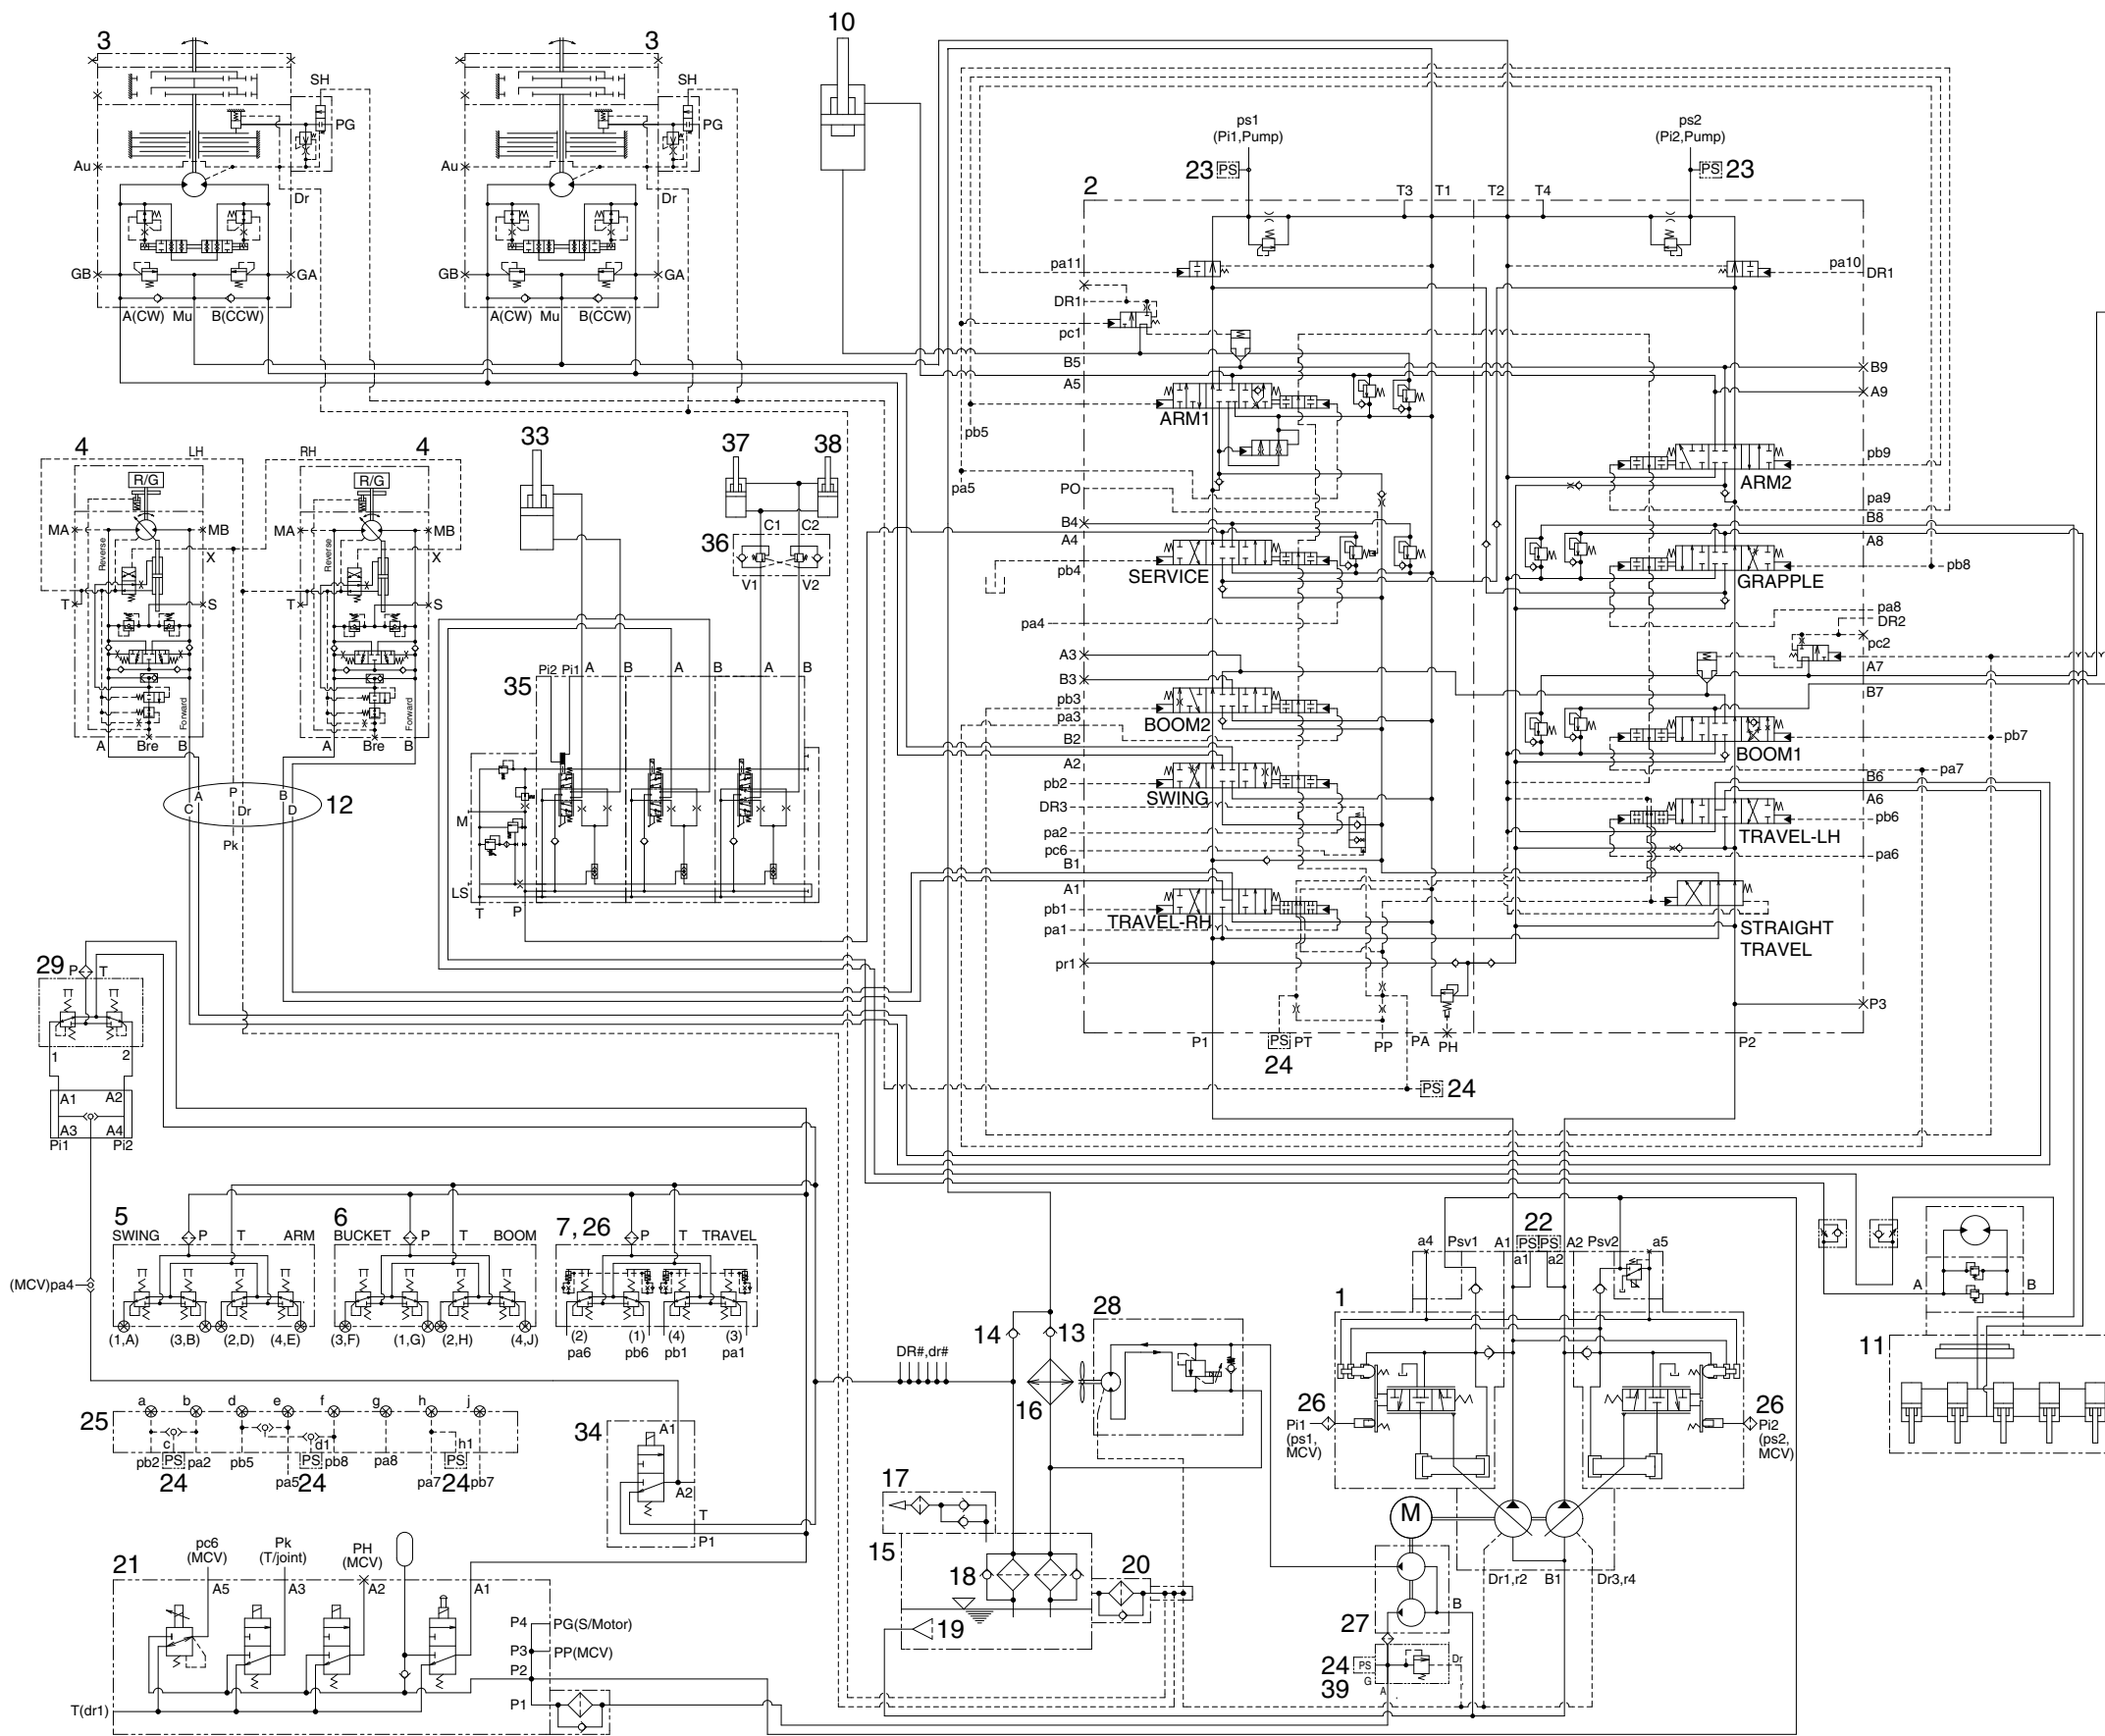 3
3
10
SH
SH
PG
PG
Au
Au
Dr
Dr
GB
GA
GB
GA
A(CW) Mu B(CCW)
A(CW) Mu B(CCW)
ps1
(Pi1,Pump)
ps2
(Pi2,Pump)
23 PS
PS 23
2
T3 T1 T2 T4
pa11
pa10
DR1
DR1
pc1
B5
A5
B9
A9
ARM1
pb5
pa5
pb9
ARM2
pa9
PO
B4
A4
B8
A8
SERVICE
pb4
GRAPPLE
pb8
pa4
pa8
DR2
pc2
A3
B3
A7
B7
pb3
pa3
BOOM2
BOOM1
pb7
B2
A2
pa7
B6
pb2
SWING
A6
DR3
pb6
pa2
TRAVEL-LH
pa6
pc6
B1
A1
pb1
TRAVEL-RH
pa1
STRAIGHT
TRAVEL
pr1
P3
P1
PS PT
PP PA PH
P2
24
PS 24
4 LH
RH 4
R/G
R/G
MA MB
MA MB
Reverse
Reverse
X
X
T S
T S
Forward
Forward
A Bre B
A Bre B
C A P Dr B D
12
Pk
33
37
38
C1 C2
36
V1 V2
Pi2 Pi1 A B A B A B
35
M
LS
T P
29 P T
1 2
A1 A2
A3 A4
Pi1 Pi2
(MCV)pa4
5
SWING P T ARM
(1,A) (3,B) (2,D) (4,E)
6
BUCKET P T BOOM
(3,F) (1,G) (2,H) (4,J)
7, 26
P T TRAVEL
(2) (1) (4) (3)
pa6 pb6 pb1 pa1
25
a b d e f g h j
c d1 h1
pb2 PS pa2 pb5 pa5 PS pb8 pa8 pa7 PS pb7
24 24 24
34
A1
A2
T
P1
21
pc6
(MCV)
Pk
(T/joint)
PH
(MCV)
A5 A3 A2 A1
P4 PG(S/Motor)
P3 PP(MCV)
P2
P1
T(dr1)
DR#,dr#
14
13
16
28
17
15
18
19
20
22
a4 Psv1 A1 PS PS A2 Psv2 a5
a1 a2
1
26
Pi1
(ps1,
MCV)
26
Pi2
(ps2,
MCV)
M
Dr1,r2 B1 Dr3,r4
27
B
24 PS
39 G A
Dr
A B
11